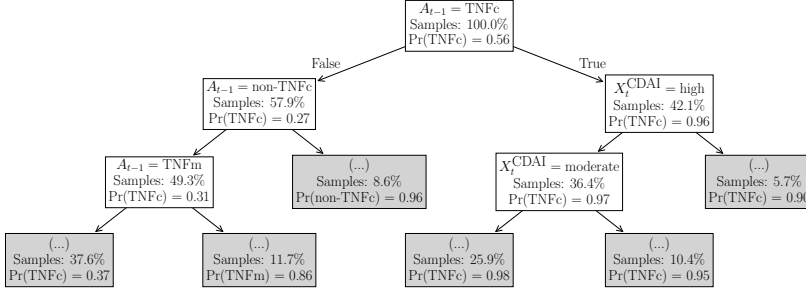 A_{t−1} = TNFc
Samples: 100.0%
Pr(TNFc) = 0.56
False
True
A_{t−1} = non-TNFc
Samples: 57.9%
Pr(TNFc) = 0.27
X_t^{CDAI} = high
Samples: 42.1%
Pr(TNFc) = 0.96
A_{t−1} = TNFm
Samples: 49.3%
Pr(TNFc) = 0.31
(...)
Samples: 8.6%
Pr(non-TNFc) = 0.96
X_t^{CDAI} = moderate
Samples: 36.4%
Pr(TNFc) = 0.97
(...)
Samples: 5.7%
Pr(TNFc) = 0.90
(...)
Samples: 37.6%
Pr(TNFc) = 0.37
(...)
Samples: 11.7%
Pr(TNFm) = 0.86
(...)
Samples: 25.9%
Pr(TNFc) = 0.98
(...)
Samples: 10.4%
Pr(TNFc) = 0.95